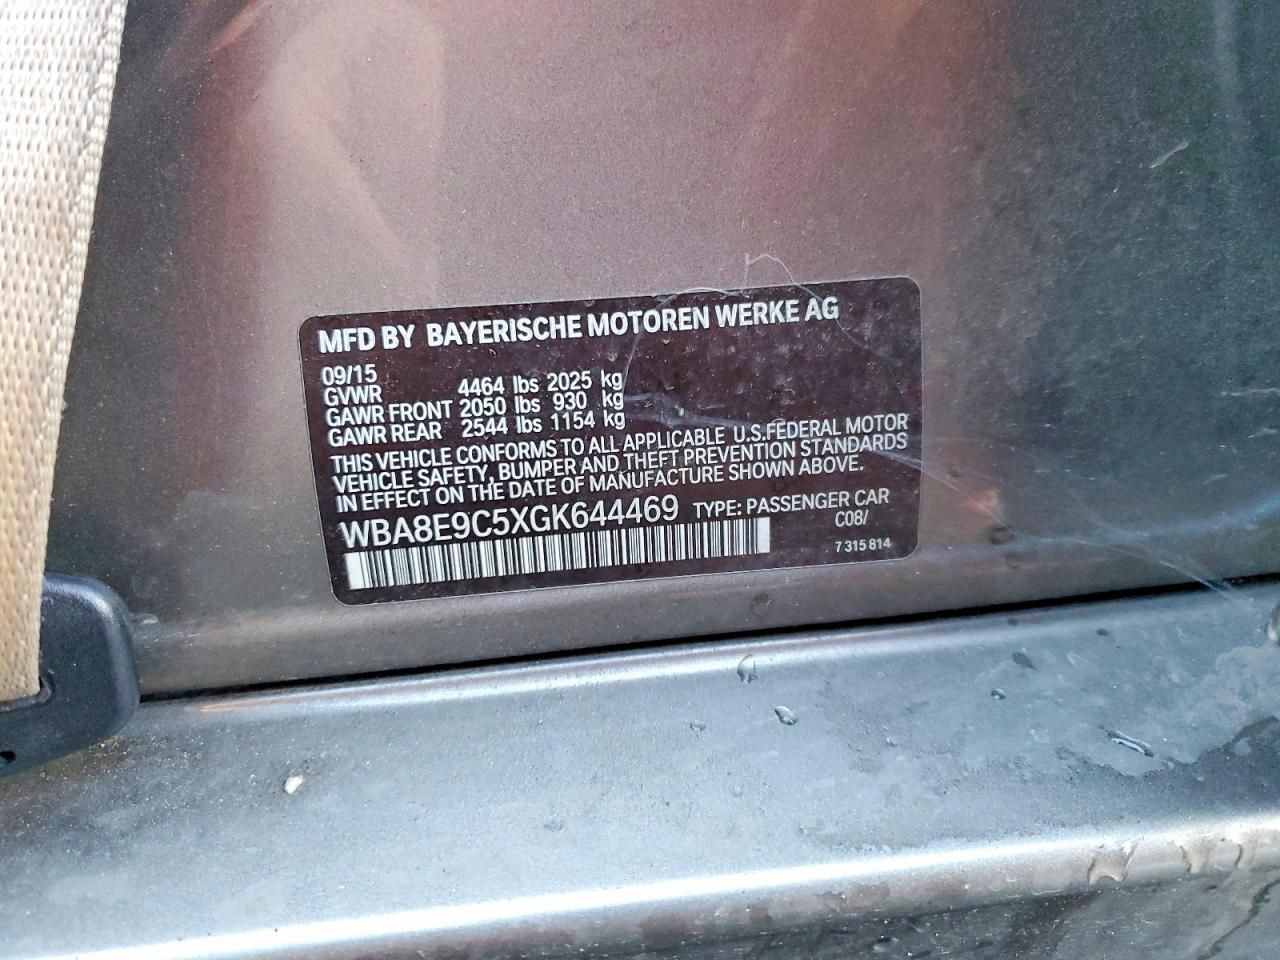 MFD BY BAYERISCHE MOTOREN WERKE AG
09/15
GVWR 4464 lbs 2025 kg
GAWR FRONT 2050 lbs 930 kg
GAWR REAR 2544 lbs 1154 kg
THIS VEHICLE CONFORMS TO ALL APPLICABLE U.S.FEDERAL MOTOR
VEHICLE SAFETY, BUMPER AND THEFT PREVENTION STANDARDS
IN EFFECT ON THE DATE OF MANUFACTURE SHOWN ABOVE.
WBA8E9C5XGK644469 TYPE: PASSENGER CAR
C08/
7 315 814